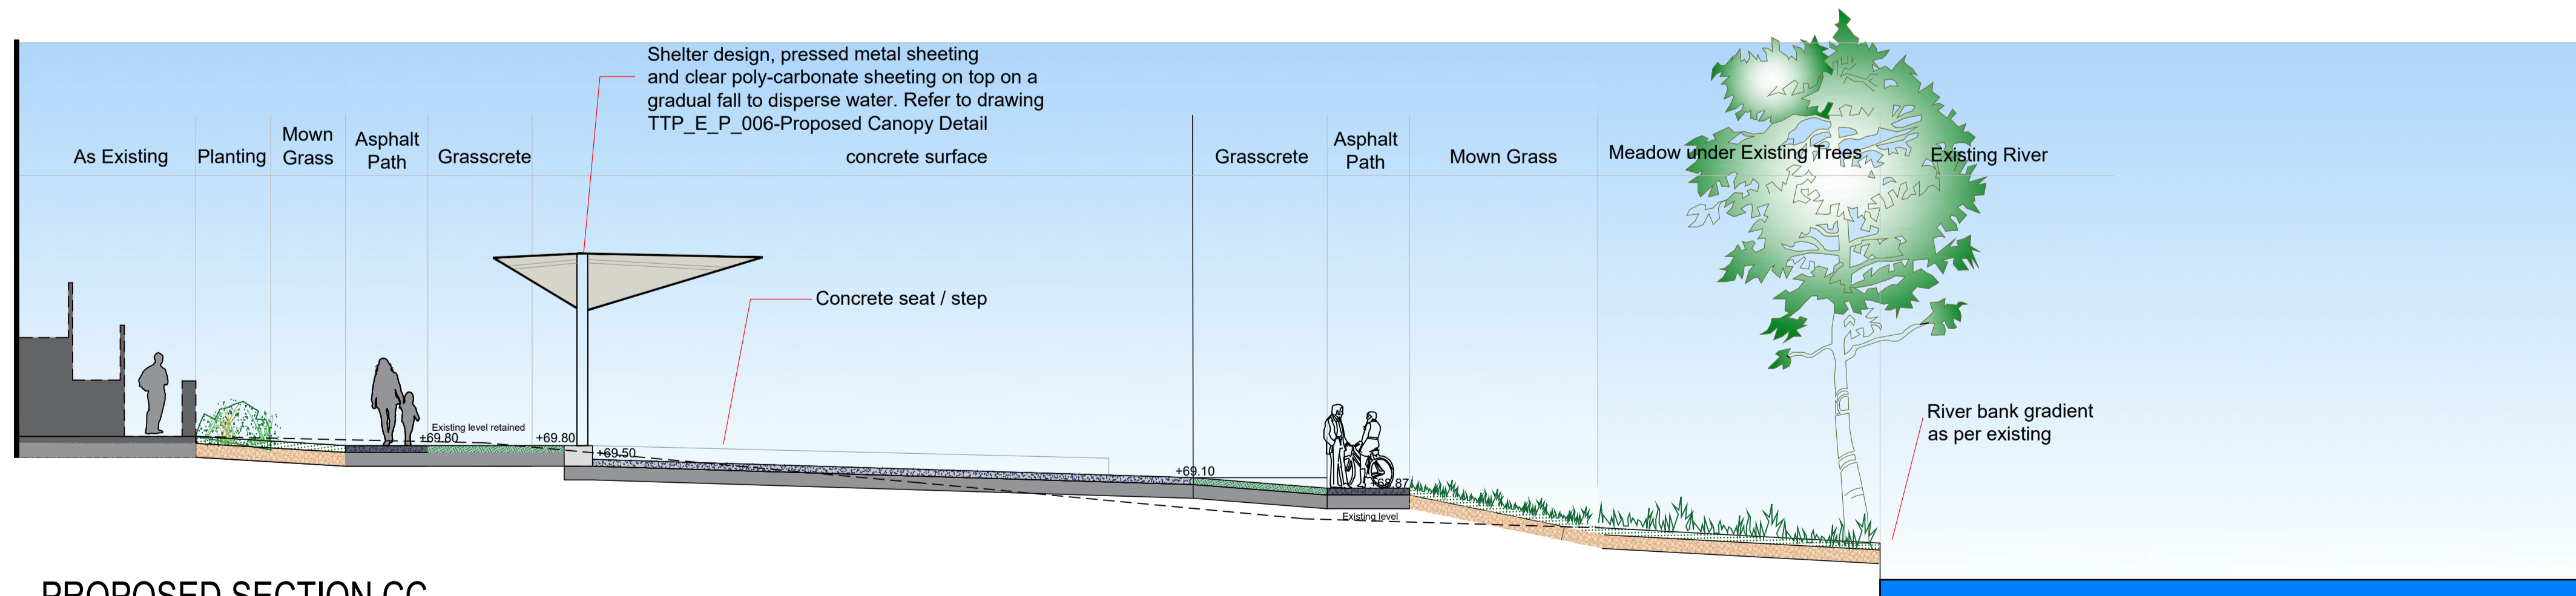 Shelter design, pressed metal sheeting
and clear poly-carbonate sheeting on top on a
gradual fall to disperse water. Refer to drawing
TTP_E_P_006-Proposed Canopy Detail
As Existing
Planting
Mown
Grass
Asphalt
Path
Grasscrete
concrete surface
Grasscrete
Asphalt
Path
Mown Grass
Meadow under Existing Trees
Existing River
Concrete seat / step
River bank gradient
as per existing
Existing level retained
+69.80
+69.80
+69.50
+69.10
+68.87
Existing level
PROPOSED SECTION CC